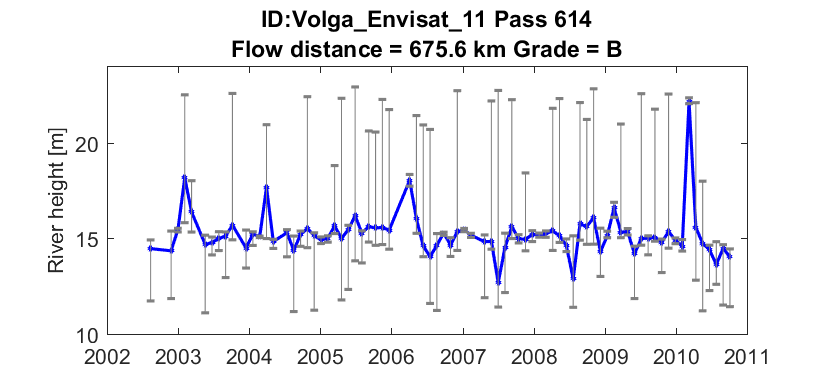 ID:Volga_Envisat_11 Pass 614
Flow distance = 675.6 km Grade = B
River height [m]
20
15
10
2002 2003 2004 2005 2006 2007 2008 2009 2010 2011